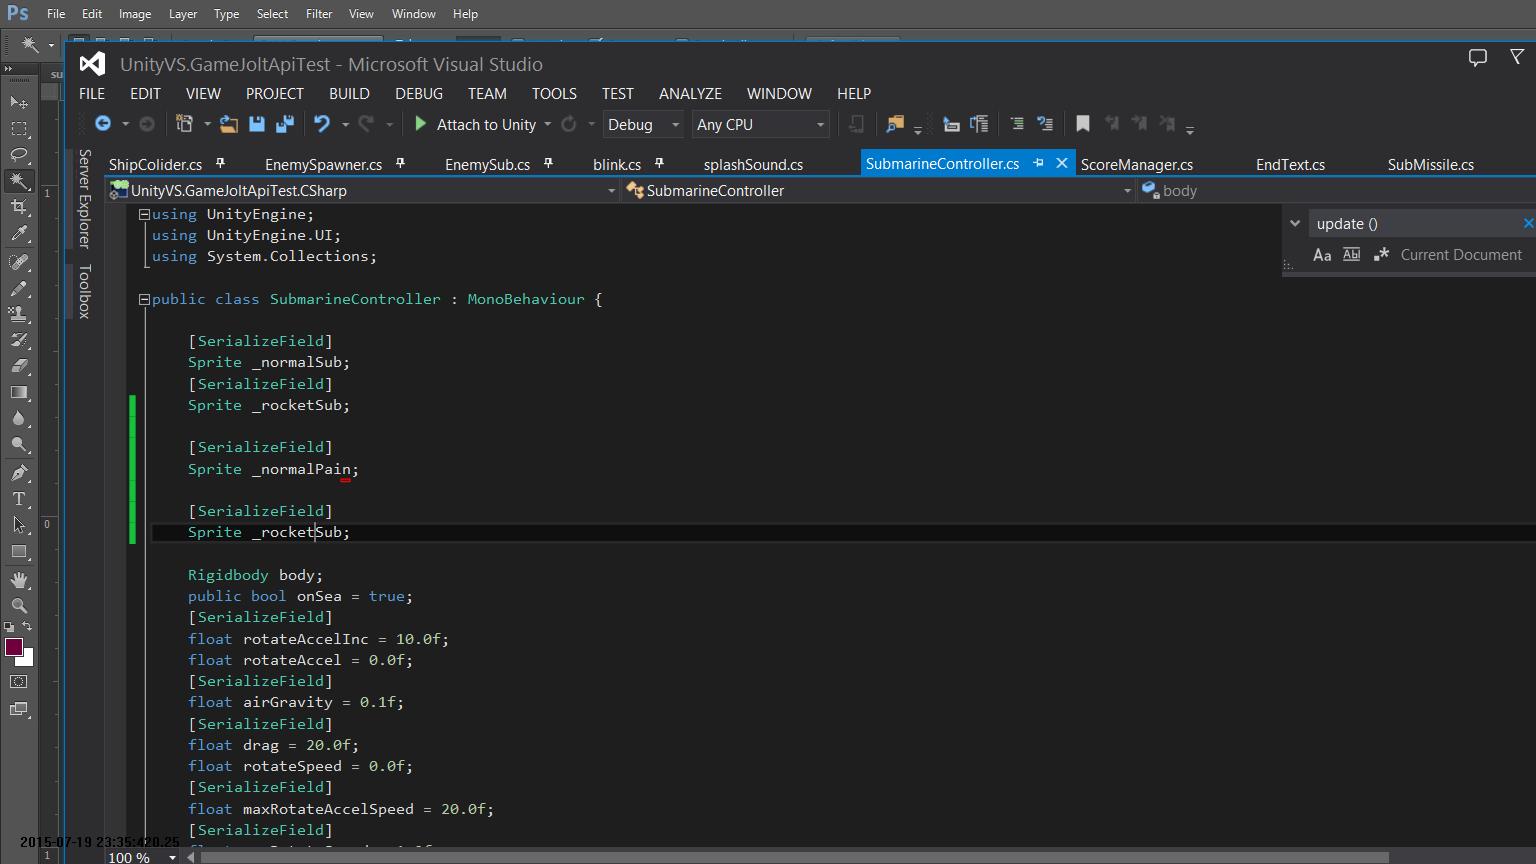 Ps File Edit Image Layer Type Select Filter View Window Help
su
UnityVS.GameJoltApiTest - Microsoft Visual Studio
FILE EDIT VIEW PROJECT BUILD DEBUG TEAM TOOLS TEST ANALYZE WINDOW HELP
Attach to Unity Debug Any CPU
ShipColider.cs EnemySpawner.cs EnemySub.cs blink.cs splashSound.cs SubmarineController.cs ScoreManager.cs EndText.cs SubMissile.cs
UnityVS.GameJoltApiTest.CSharp SubmarineController body
Server Explorer
Toolbox
update ()
Aa Abl Current Document
using UnityEngine;
using UnityEngine.UI;
using System.Collections;
public class SubmarineController : MonoBehaviour {
[SerializeField]
Sprite _normalSub;
[SerializeField]
Sprite _rocketSub;
[SerializeField]
Sprite _normalPain;
[SerializeField]
Sprite _rocketSub;
Rigidbody body;
public bool onSea = true;
[SerializeField]
float rotateAccelInc = 10.0f;
float rotateAccel = 0.0f;
[SerializeField]
float airGravity = 0.1f;
[SerializeField]
float drag = 20.0f;
float rotateSpeed = 0.0f;
[SerializeField]
float maxRotateAccelSpeed = 20.0f;
[SerializeField]
1
0
1
T
2015-07-19 23:35:420.25
100 %